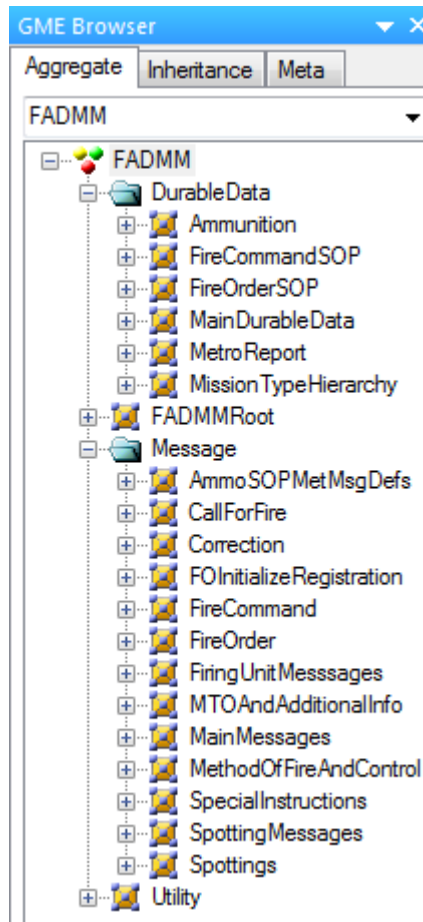 GME Browser
Aggregate Inheritance Meta
FADMM
FADMM
DurableData
Ammunition
FireCommandSOP
FireOrderSOP
MainDurableData
MetroReport
MissionTypeHierarchy
FADMMRoot
Message
AmmoSOPMetMsgDefs
CallForFire
Correction
FOInitializeRegistration
FireCommand
FireOrder
FiringUnitMesssages
MTOAndAdditionalInfo
MainMessages
MethodOfFireAndControl
SpecialInstructions
SpottingMessages
Spottings
Utility